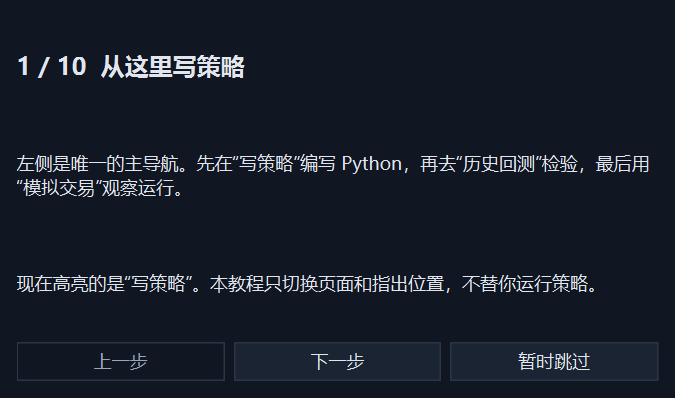 1 / 10 从这里写策略
左侧是唯一的主导航。先在“写策略”编写 Python，再去“历史回测”检验，最后用
“模拟交易”观察运行。
现在高亮的是“写策略”。本教程只切换页面和指出位置，不替你运行策略。
上一步 下一步 暂时跳过